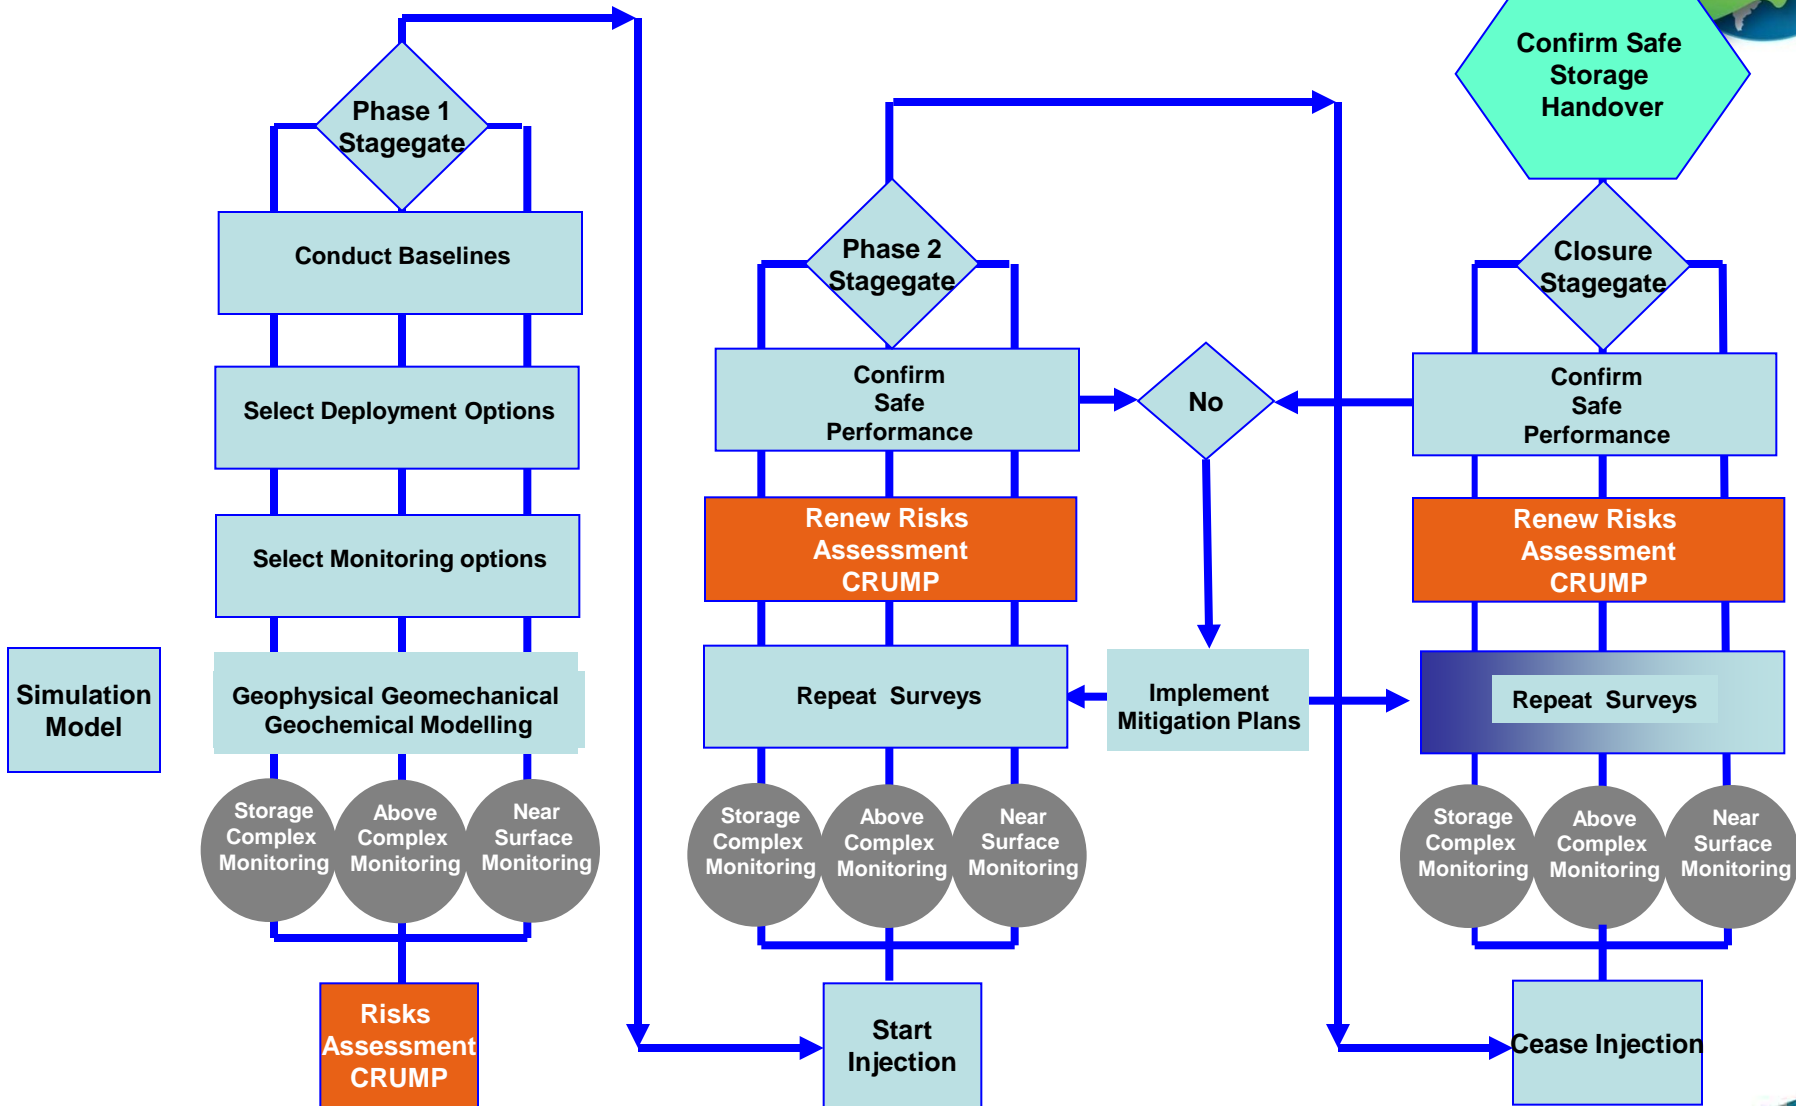 Phase 1
Stagegate
Conduct Baselines
Select Deployment Options
Select Monitoring options
Simulation
Model
Geophysical Geomechanical
Geochemical Modelling
Storage
Complex
Monitoring
Above
Complex
Monitoring
Near
Surface
Monitoring
Risks
Assessment
CRUMP
Phase 2
Stagegate
Confirm
Safe
Performance
Renew Risks
Assessment
CRUMP
Repeat Surveys
Storage
Complex
Monitoring
Above
Complex
Monitoring
Near
Surface
Monitoring
Start
Injection
No
Implement
Mitigation Plans
Confirm Safe
Storage
Handover
Closure
Stagegate
Confirm
Safe
Performance
Renew Risks
Assessment
CRUMP
Repeat Surveys
Storage
Complex
Monitoring
Above
Complex
Monitoring
Near
Surface
Monitoring
Cease Injection